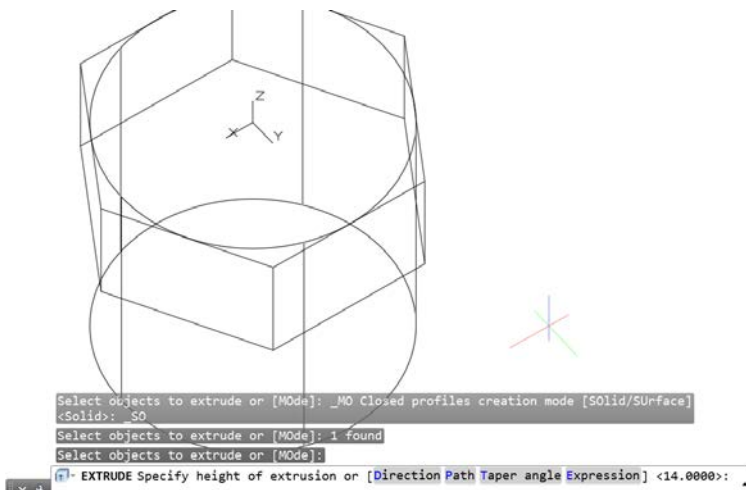 Z
X
Y
Select objects to extrude or [MOde]: _MO Closed profiles creation mode [SOlid/SUrface]
<Solid>: _SO
Select objects to extrude or [MOde]: 1 found
Select objects to extrude or [MOde]:
EXTRUDE Specify height of extrusion or [Direction Path Taper angle Expression] <14.0000>: